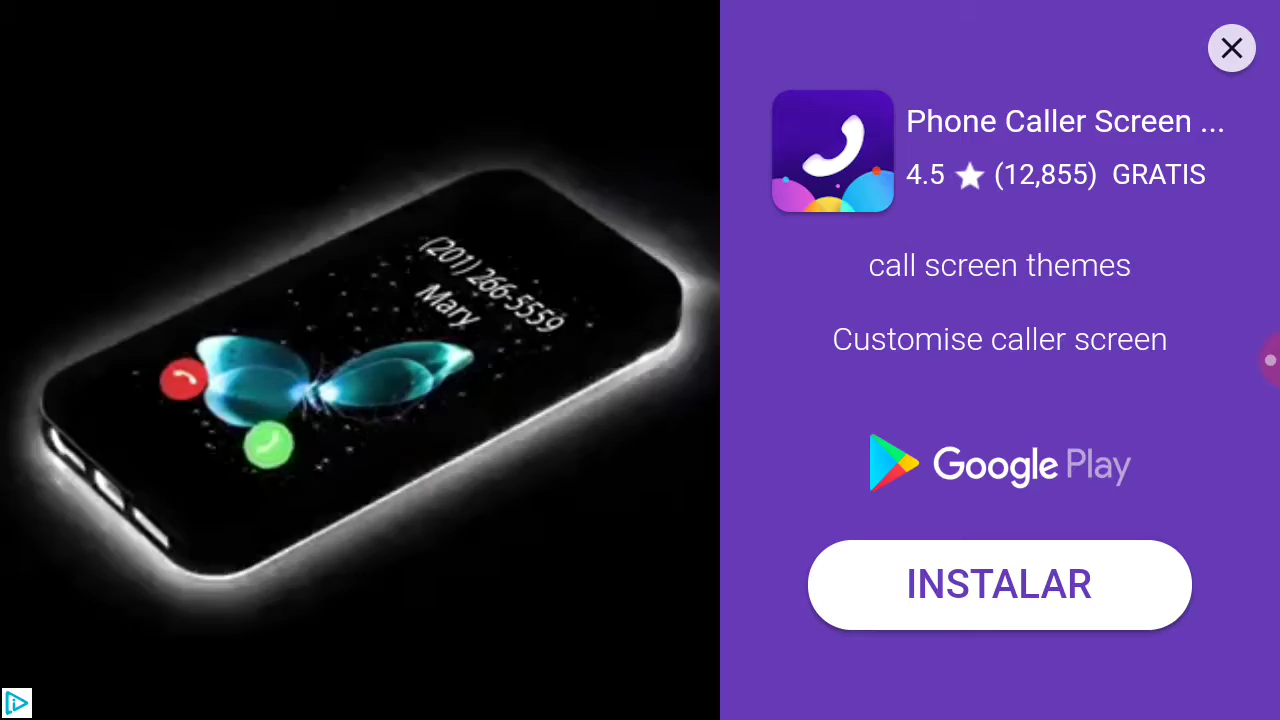 (201) 266-5559
Mary
Phone Caller Screen ...
4.5 ★ (12,855) GRATIS
call screen themes
Customise caller screen
Google Play
INSTALAR